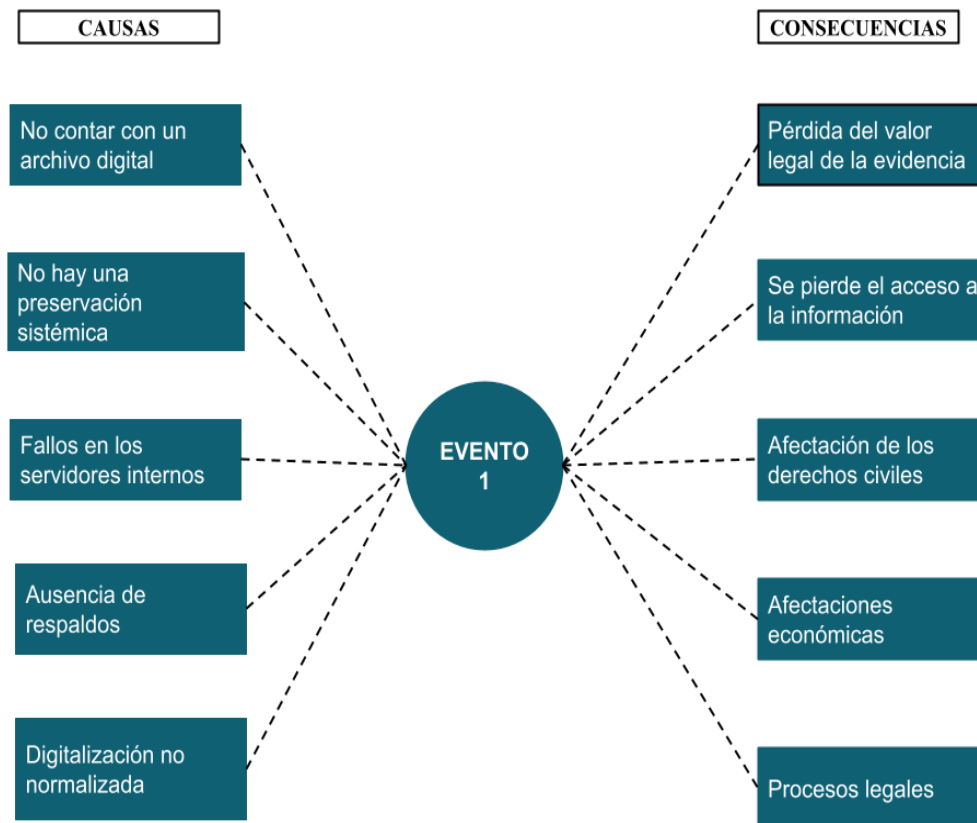 CAUSAS
No contar con un
archivo digital
No hay una
preservación
sistémica
Fallos en los
servidores internos
Ausencia de
respaldos
Digitalización no
normalizada
EVENTO
1
CONSECUENCIAS
Pérdida del valor
legal de la evidencia
Se pierde el acceso a
la información
Afectación de los
derechos civiles
Afectaciones
económicas
Procesos legales